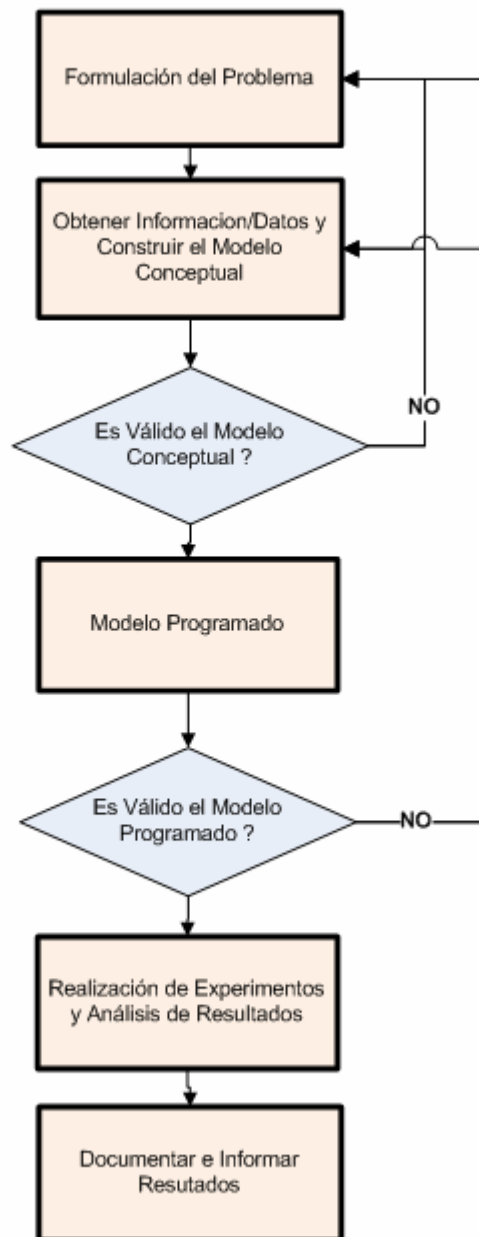 Formulación del Problema
Obtener Informacion/Datos y
Construir el Modelo
Conceptual
Es Válido el Modelo
Conceptual ?
NO
Modelo Programado
Es Válido el Modelo
Programado ?
NO
Realización de Experimentos
y Análisis de Resultados
Documentar e Informar
Resutados